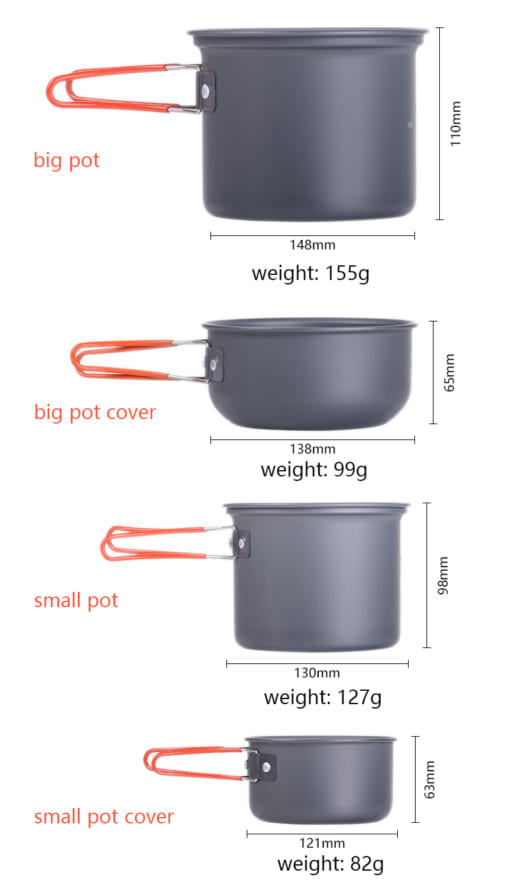 110mm
big pot
148mm
weight: 155g
65mm
big pot cover
138mm
weight: 99g
98mm
small pot
130mm
weight: 127g
63mm
small pot cover
121mm
weight: 82g